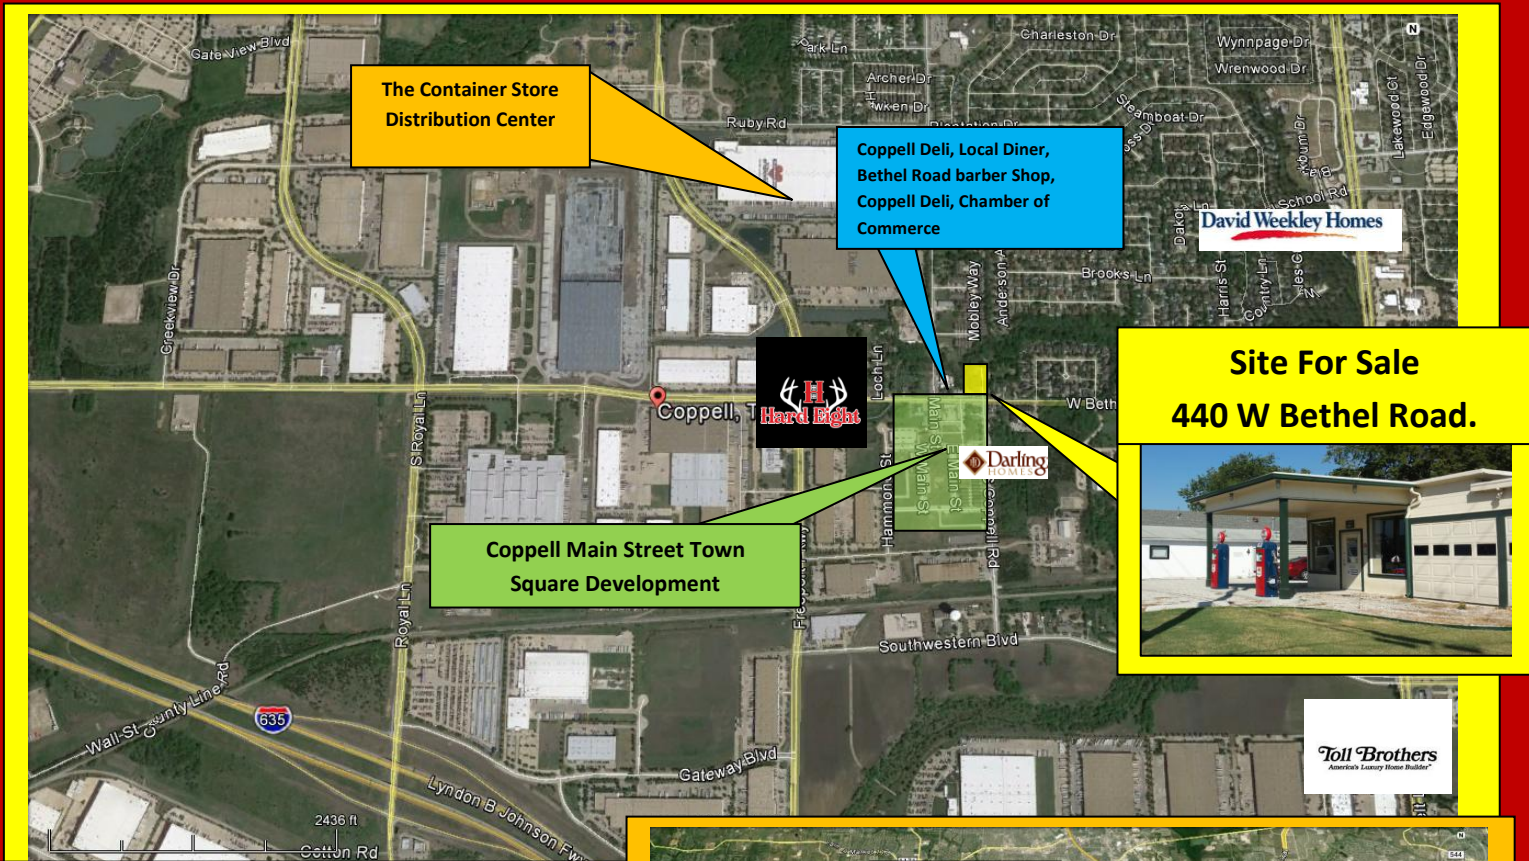 Gate View Blvd
Park Ln
Charleston Dr
Wynnpage Dr
Wrenwood Dr
N
Archer Dr
Ruby Rd
Steamboat Dr
Lakewood Ct
Edgewood Dr
The Container Store
Distribution Center
Coppell Deli, Local Diner,
Bethel Road barber Shop,
Coppell Deli, Chamber of
Commerce
School Rd
David Weekley Homes
Creekview Dr
Mobley Way
Brooks Ln
Harris St
Country Ln
Loch Ln
Site For Sale
440 W Bethel Road.
Coppell, T
H
Hard Eight
W Beth
S Royal Ln
Main St
W Main St
E Main St
Hammond St
Darling
HOMES
S Coppell Rd
Coppell Main Street Town
Square Development
Royal Ln
Southwestern Blvd
Wall St
County Line Rd
635
Gateway Blvd
Lyndon B Johnson Fwy
Toll Brothers
America's Luxury Home Builder
2436 ft
Cotton Rd
N
544